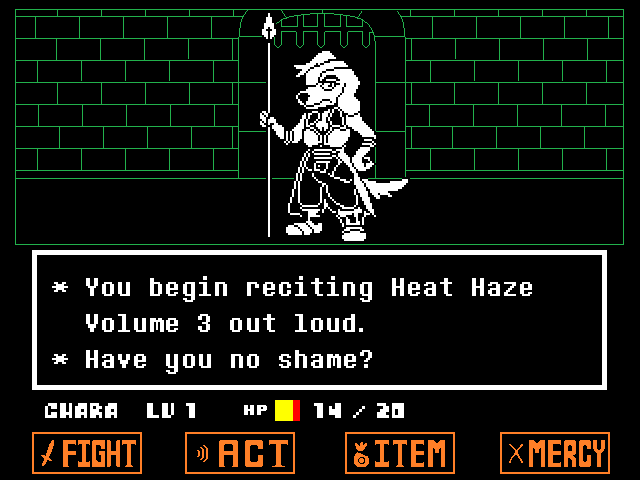 * You begin reciting Heat Haze
Volume 3 out loud.
* Have you no shame?
CHARA LV 1 HP 14 / 20
FIGHT ACT ITEM MERCY